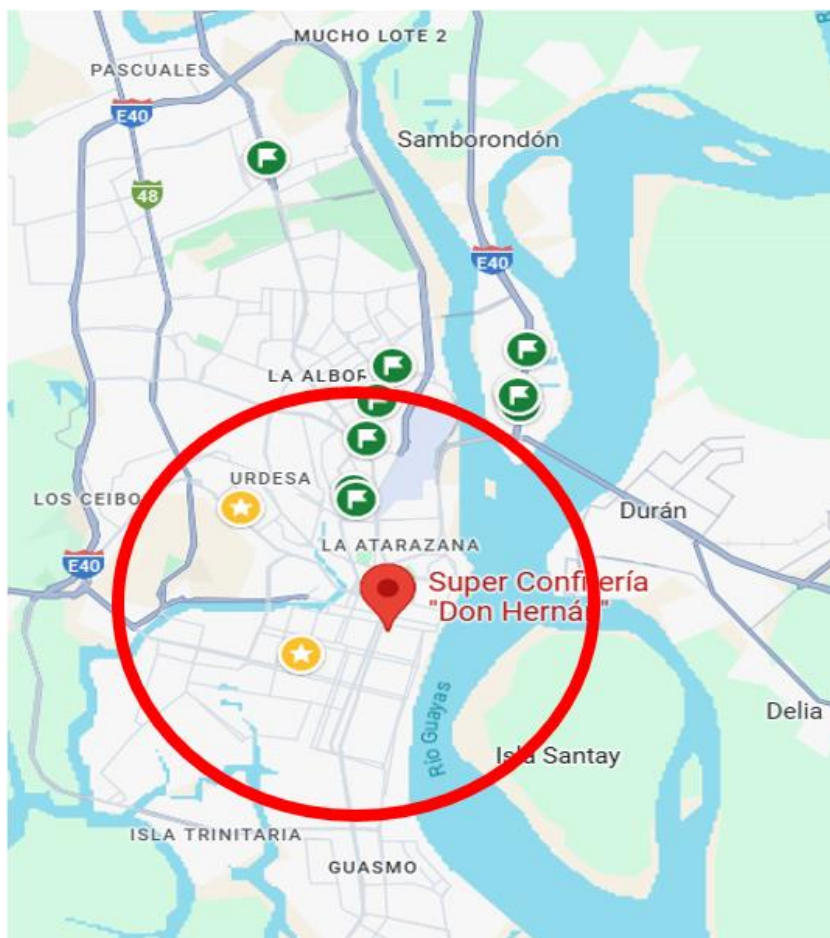 MUCHO LOTE 2
PASCUALES
E40
Samborondón
48
E40
LA ALBOR
URDESA
LOS CEIBO
Durán
LA ATARAZANA
E40
Super Confitería
"Don Hernán"
Delia
Río Guayas
Isla Santay
ISLA TRINITARIA
GUASMO